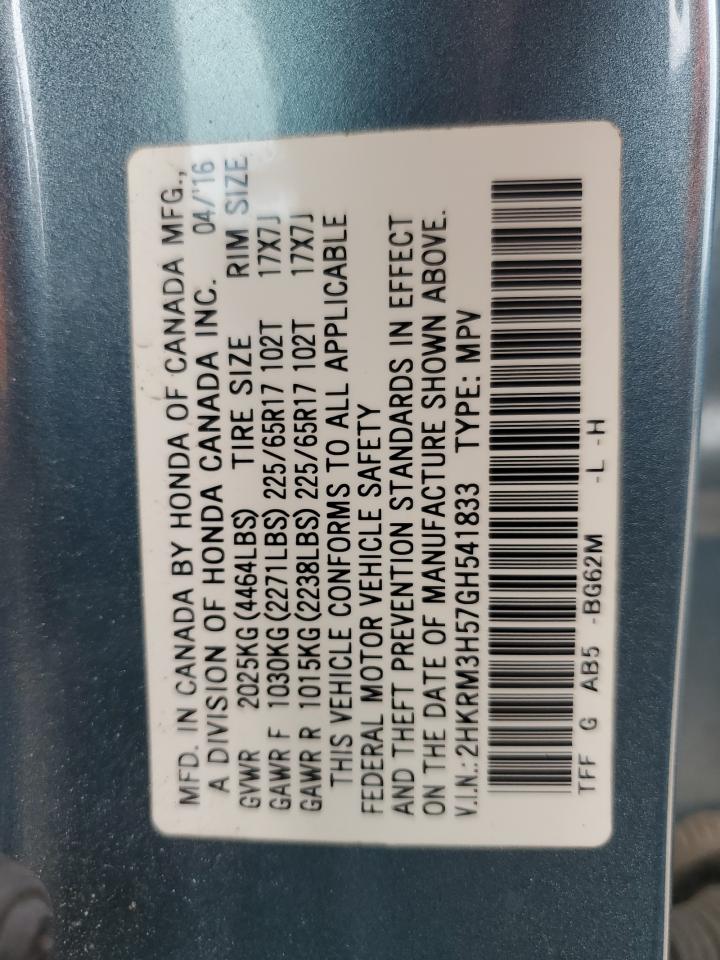 MFD. IN CANADA BY HONDA OF CANADA MFG.,
A DIVISION OF HONDA CANADA INC. 04/'16
GVWR 2025KG (4464LBS) TIRE SIZE RIM SIZE
GAWR F 1030KG (2271LBS) 225/65R17 102T 17X7J
GAWR R 1015KG (2238LBS) 225/65R17 102T 17X7J
THIS VEHICLE CONFORMS TO ALL APPLICABLE
FEDERAL MOTOR VEHICLE SAFETY
AND THEFT PREVENTION STANDARDS IN EFFECT
ON THE DATE OF MANUFACTURE SHOWN ABOVE.
V.I.N.: 2HKRM3H57GH541833 TYPE: MPV
TFF G AB5 -BG62M -L -H